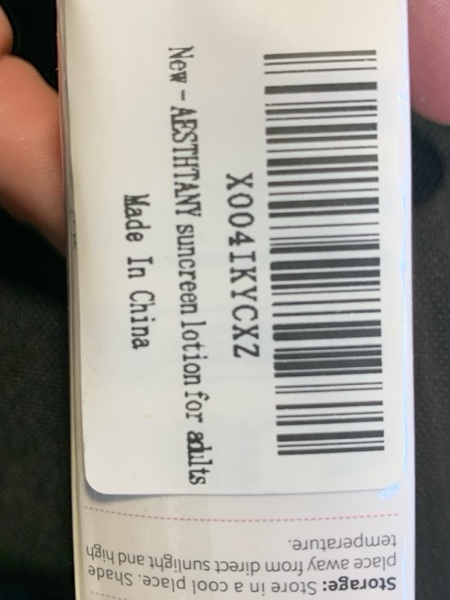 X004IKYCXZ
New - AESTHTANY suncreen lotion for adults
Made In China
Storage: Store in a cool place. Shade
place away from direct sunlight and high
temperature.